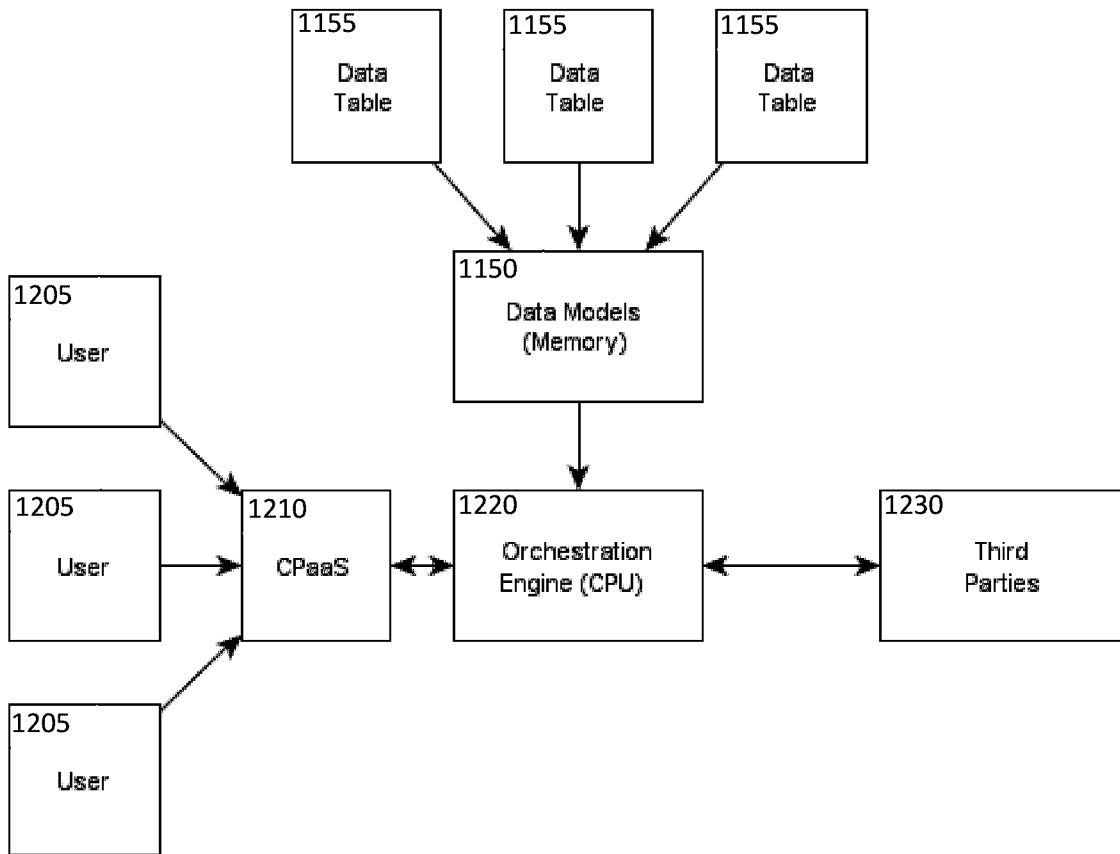 1155
Data
Table
1155
Data
Table
1155
Data
Table
1150
Data Models
(Memory)
1205
User
1205
User
1210
CPaaS
1220
Orchestration
Engine (CPU)
1230
Third
Parties
1205
User